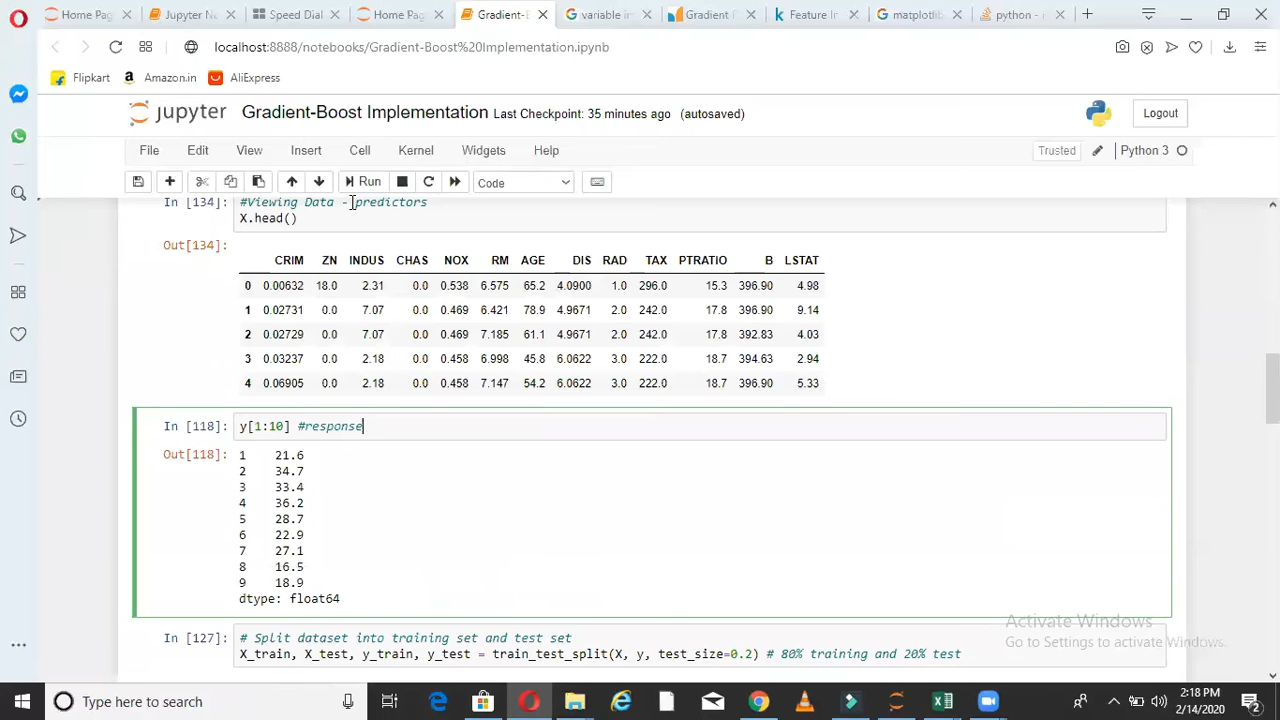 Home Page
Jupyter No
Speed Dial
Home Page
Gradient-B
variable im
Gradient
Feature In
matplotlib
python -
localhost:8888/notebooks/Gradient-Boost%20Implementation.ipynb
Flipkart Amazon.in AliExpress
jupyter Gradient-Boost Implementation Last Checkpoint: 35 minutes ago (autosaved) Logout
File Edit View Insert Cell Kernel Widgets Help Trusted Python 3
Run Code
In [134]: #Viewing Data - predictors
X.head()
Out[134]:
CRIM ZN INDUS CHAS NOX RM AGE DIS RAD TAX PTRATIO B LSTAT
0 0.00632 18.0 2.31 0.0 0.538 6.575 65.2 4.0900 1.0 296.0 15.3 396.90 4.98
1 0.02731 0.0 7.07 0.0 0.469 6.421 78.9 4.9671 2.0 242.0 17.8 396.90 9.14
2 0.02729 0.0 7.07 0.0 0.469 7.185 61.1 4.9671 2.0 242.0 17.8 392.83 4.03
3 0.03237 0.0 2.18 0.0 0.458 6.998 45.8 6.0622 3.0 222.0 18.7 394.63 2.94
4 0.06905 0.0 2.18 0.0 0.458 7.147 54.2 6.0622 3.0 222.0 18.7 396.90 5.33
In [118]: y[1:10] #response
Out[118]: 1 21.6
2 34.7
3 33.4
4 36.2
5 28.7
6 22.9
7 27.1
8 16.5
9 18.9
dtype: float64
In [127]: # Split dataset into training set and test set
X_train, X_test, y_train, y_test = train_test_split(X, y, test_size=0.2) # 80% training and 20% test
Activate Windows
Go to Settings to activate Windows.
Type here to search
2:18 PM
2/14/2020
2